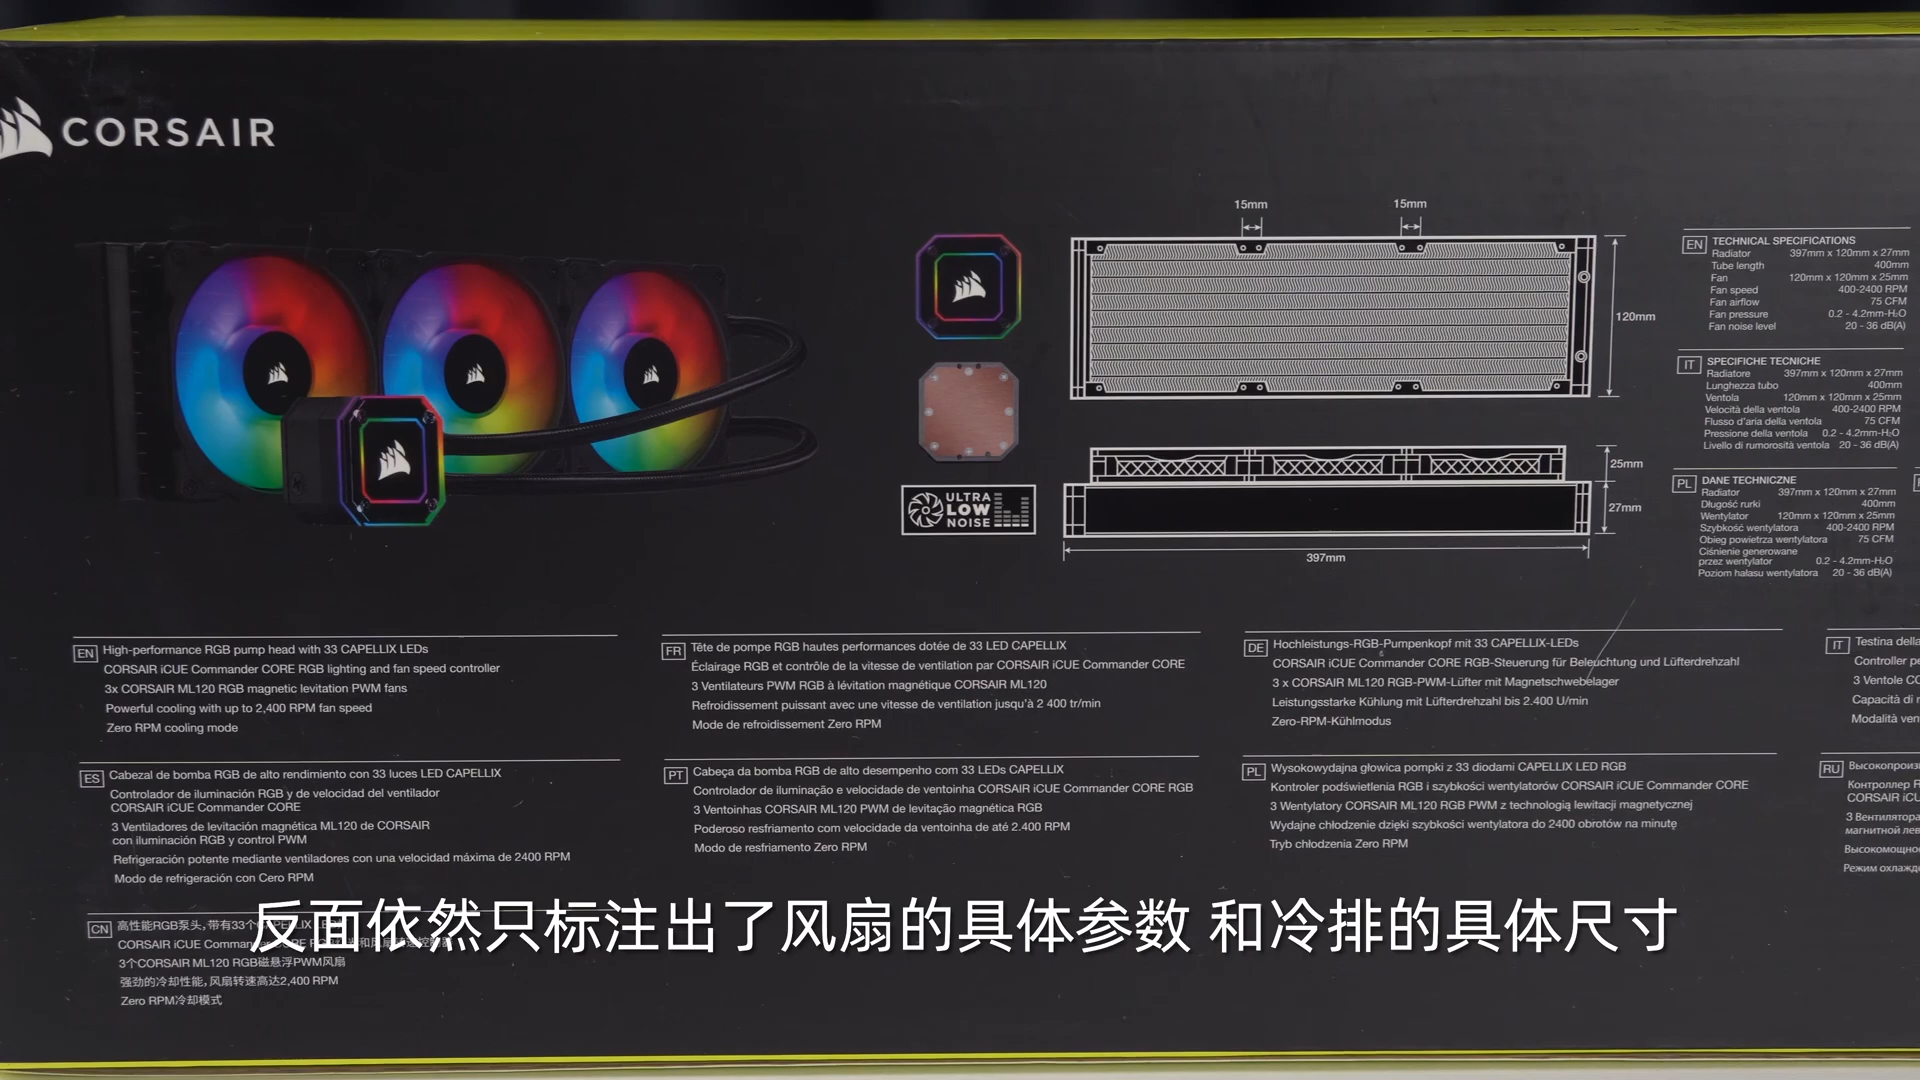 CORSAIR
15mm
15mm
120mm
25mm
27mm
397mm
ULTRA
LOW
NOISE
EN TECHNICAL SPECIFICATIONS
Radiator 397mm x 120mm x 27mm
Tube length 400mm
Fan 120mm x 120mm x 25mm
Fan speed 400-2400 RPM
Fan airflow 75 CFM
Fan pressure 0.2 - 4.2mm-H₂O
Fan noise level 20 - 36 dB(A)
IT SPECIFICHE TECNICHE
Radiatore 397mm x 120mm x 27mm
Lunghezza tubo 400mm
Ventola 120mm x 120mm x 25mm
Velocità della ventola 400-2400 RPM
Flusso d'aria della ventola 75 CFM
Pressione della ventola 0.2 - 4.2mm-H₂O
Livello di rumorosità ventola 20 - 36 dB(A)
PL DANE TECHNICZNE
Radiator 397mm x 120mm x 27mm
Długość rurki 400mm
Wentylator 120mm x 120mm x 25mm
Szybkość wentylatora 400-2400 RPM
Obieg powietrza wentylatora 75 CFM
Ciśnienie generowane
przez wentylator 0.2 - 4.2mm-H₂O
Poziom hałasu wentylatora 20 - 36 dB(A)
EN High-performance RGB pump head with 33 CAPELLIX LEDs
CORSAIR iCUE Commander CORE RGB lighting and fan speed controller
3x CORSAIR ML120 RGB magnetic levitation PWM fans
Powerful cooling with up to 2,400 RPM fan speed
Zero RPM cooling mode
FR Tête de pompe RGB hautes performances dotée de 33 LED CAPELLIX
Éclairage RGB et contrôle de la vitesse de ventilation par CORSAIR iCUE Commander CORE
3 Ventilateurs PWM RGB à lévitation magnétique CORSAIR ML120
Refroidissement puissant avec une vitesse de ventilation jusqu'à 2 400 tr/min
Mode de refroidissement Zero RPM
DE Hochleistungs-RGB-Pumpenkopf mit 33 CAPELLIX-LEDs
CORSAIR iCUE Commander CORE RGB-Steuerung für Beleuchtung und Lüfterdrehzahl
3 x CORSAIR ML120 RGB-PWM-Lüfter mit Magnetschwebelager
Leistungsstarke Kühlung mit Lüfterdrehzahl bis 2.400 U/min
Zero-RPM-Kühlmodus
IT Testina della
Controller
3 Ventole
Capacità di
Modalità
ES Cabezal de bomba RGB de alto rendimiento con 33 luces LED CAPELLIX
Controlador de iluminación RGB y de velocidad del ventilador
CORSAIR iCUE Commander CORE
3 Ventiladores de levitación magnética ML120 de CORSAIR
con iluminación RGB y control PWM
Refrigeración potente mediante ventiladores con una velocidad máxima de 2400 RPM
Modo de refrigeración con Cero RPM
PT Cabeça da bomba RGB de alto desempenho com 33 LEDs CAPELLIX
Controlador de iluminação e velocidade de ventoinha CORSAIR iCUE Commander CORE RGB
3 Ventoinhas CORSAIR ML120 PWM de levitação magnética RGB
Poderoso resfriamento com velocidade da ventoinha de até 2.400 RPM
Modo de resfriamento Zero RPM
PL Wysokowydajna głowica pompki z 33 diodami CAPELLIX LED RGB
Kontroler podświetlenia RGB i szybkości wentylatorów CORSAIR iCUE Commander CORE
3 Wentylatory CORSAIR ML120 RGB PWM z technologią lewitacji magnetycznej
Wydajne chłodzenie dzięki szybkości wentylatora do 2400 obrotów na minutę
Tryb chłodzenia Zero RPM
RU
Контроллер
CORSAIR
3 Вентилятора
магнитной
Режим
CN 高性能RGB泵头,带有33个CAPELLIX
CORSAIR iCUE Commander CORE
3个CORSAIR ML120 RGB磁悬浮PWM风扇
强劲的冷却性能,风扇转速高达2,400 RPM
Zero RPM冷却模式
反面依然只标注出了风扇的具体参数 和冷排的具体尺寸